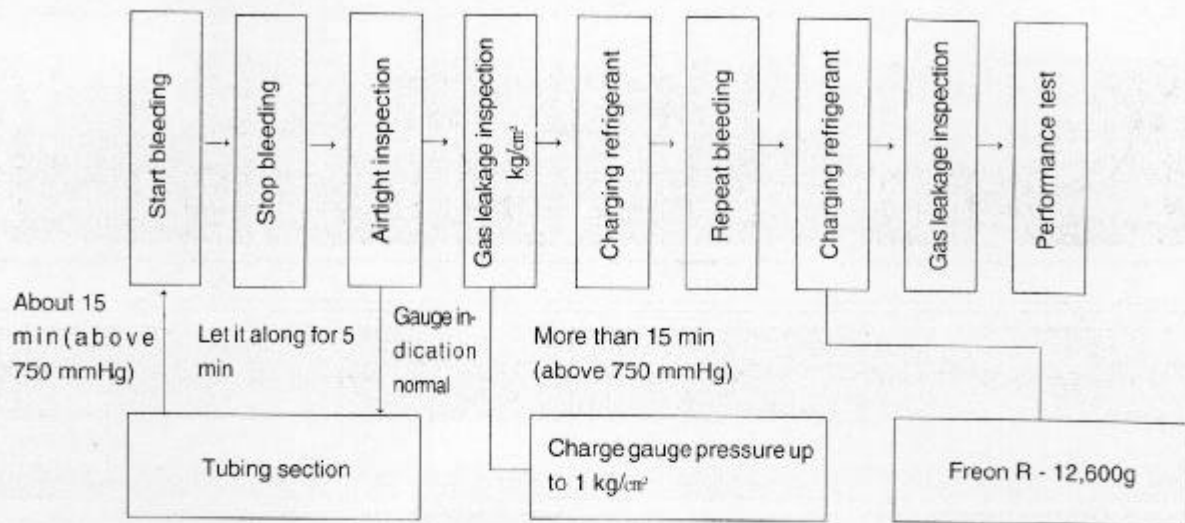 Start bleeding
Stop bleeding
Airtight inspection
Gas leakage inspection
kg/cm²
Charging refrigerant
Repeat bleeding
Charging refrigerant
Gas leakage inspection
Performance test
About 15
min(above
750 mmHg)
Let it along for 5
min
Gauge in-
dication
normal
More than 15 min
(above 750 mmHg)
Tubing section
Charge gauge pressure up
to 1 kg/cm²
Freon R - 12,600g